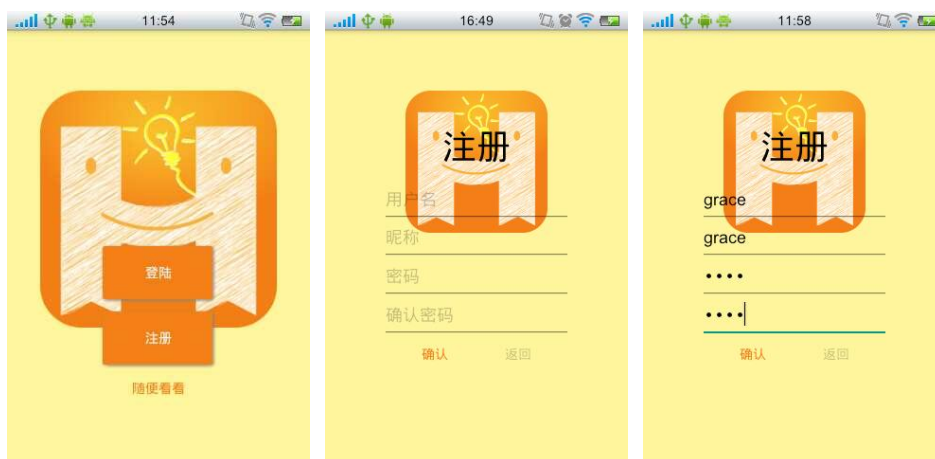 11:54
登陆
注册
随便看看
16:49
注册
用户名
昵称
密码
确认密码
确认 返回
11:58
注册
grace
grace
••••
••••
确认 返回